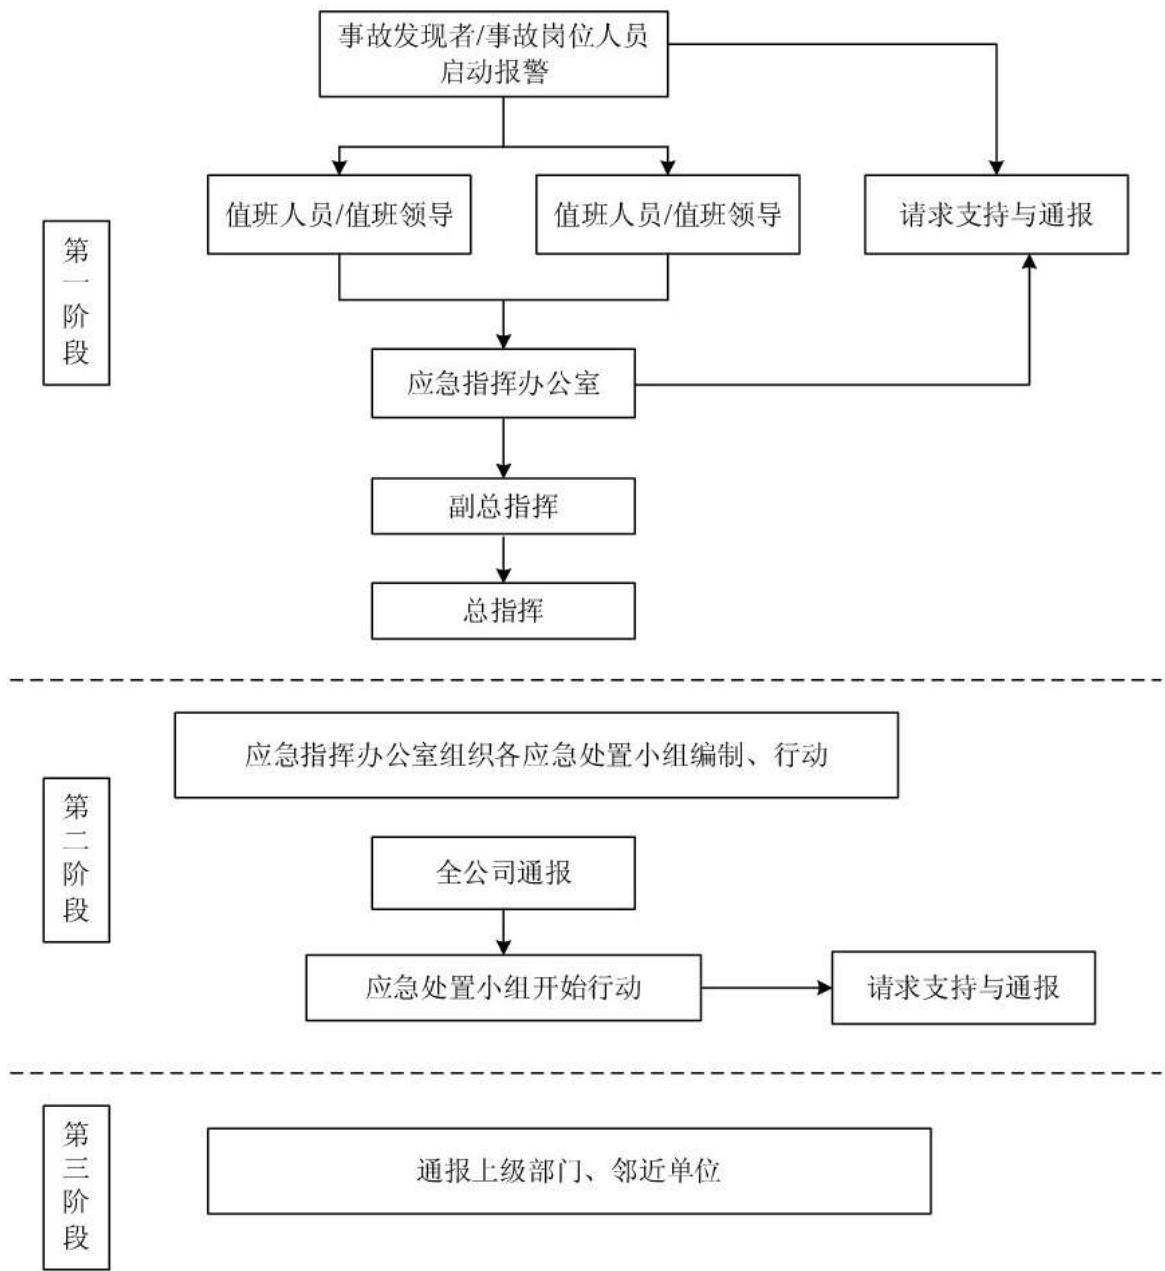 事故发现者/事故岗位人员
启动报警
值班人员/值班领导
值班人员/值班领导
请求支持与通报
第一阶段
应急指挥办公室
副总指挥
总指挥
应急指挥办公室组织各应急处置小组编制、行动
第二阶段
全公司通报
应急处置小组开始行动
请求支持与通报
第三阶段
通报上级部门、邻近单位